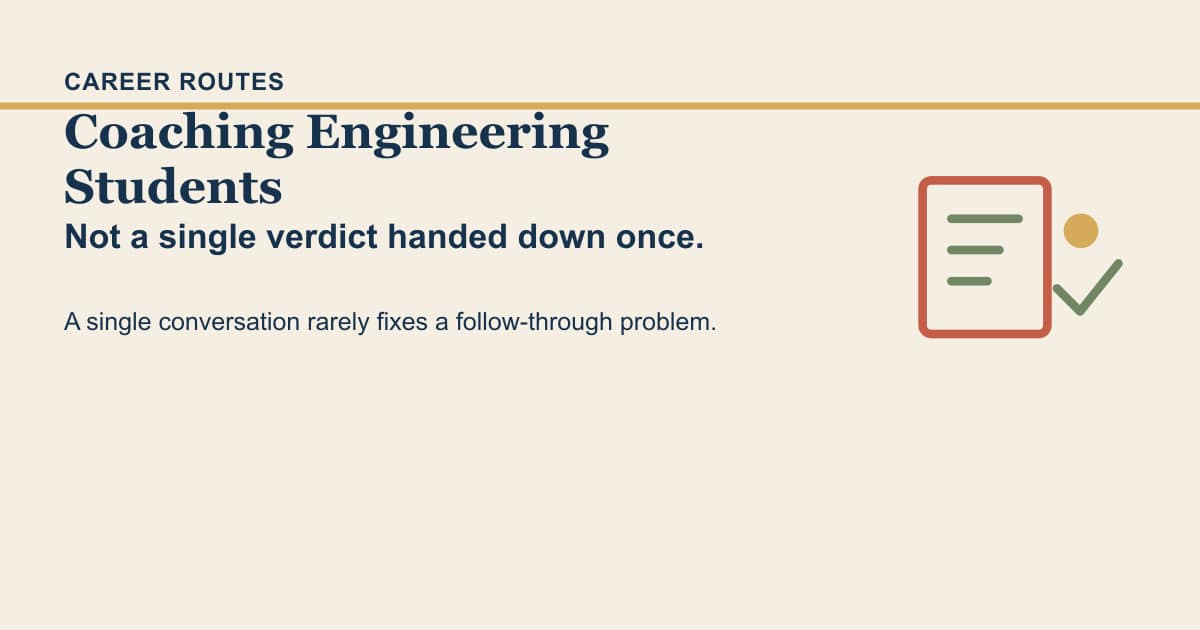 CAREER ROUTES
Coaching Engineering
Students
Not a single verdict handed down once.
A single conversation rarely fixes a follow-through problem.